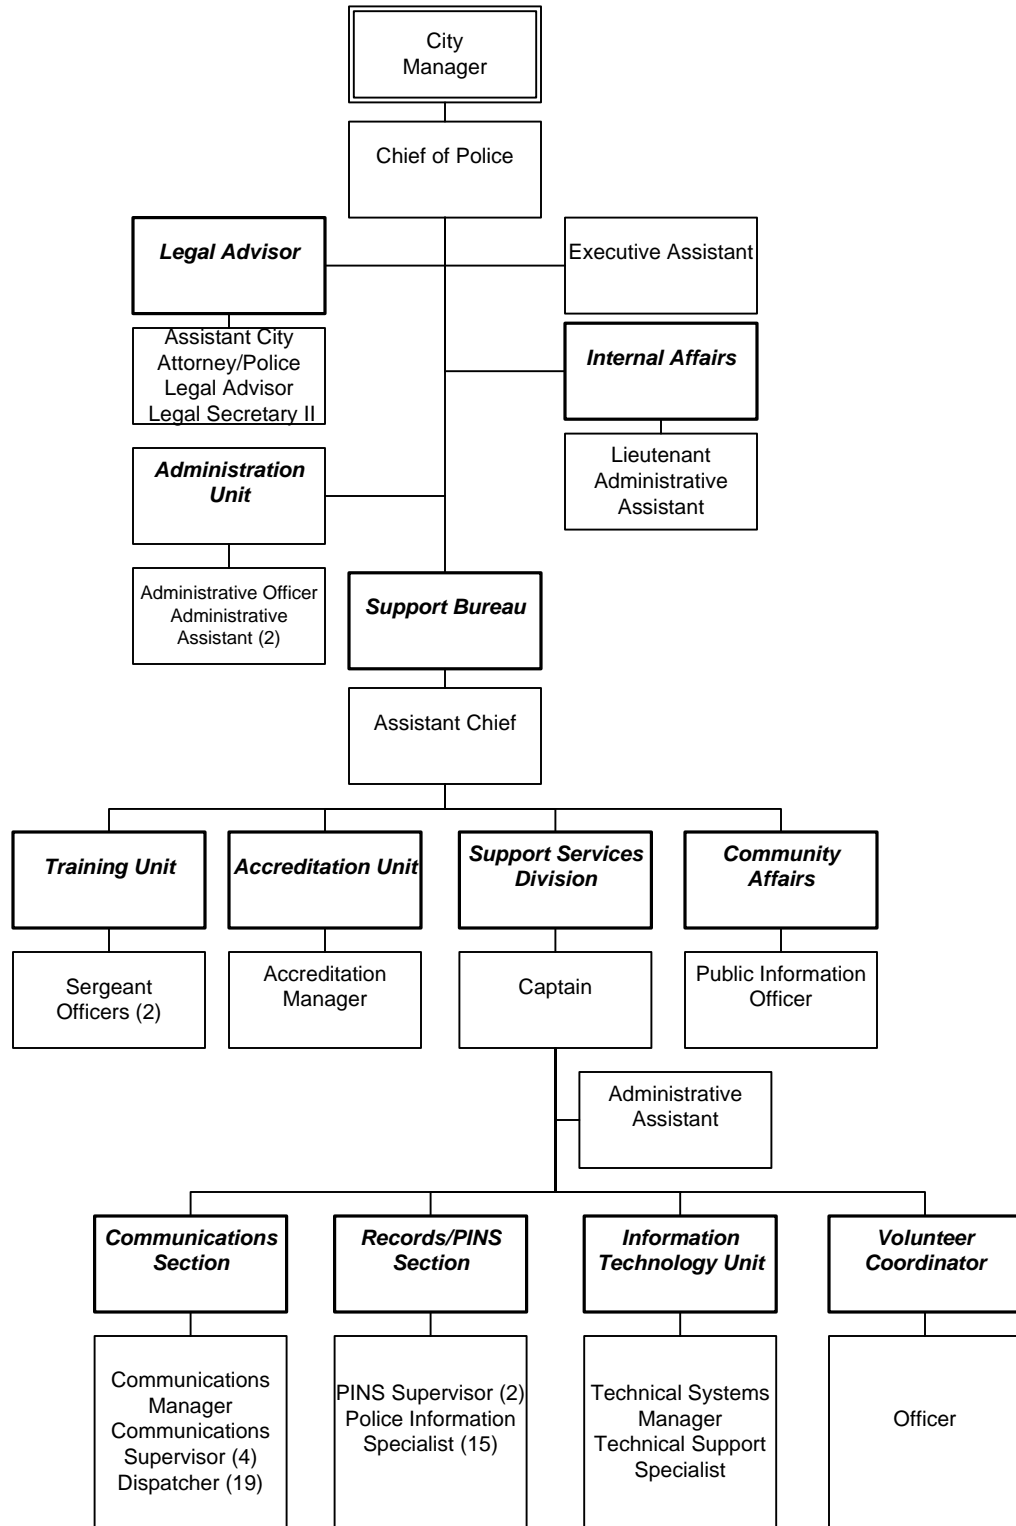 City
Manager
Chief of Police
Legal Advisor
Executive Assistant
Assistant City
Attorney/Police
Legal Advisor
Legal Secretary II
Internal Affairs
Lieutenant
Administrative
Assistant
Administration
Unit
Administrative Officer
Administrative
Assistant (2)
Support Bureau
Assistant Chief
Training Unit
Accreditation Unit
Support Services
Division
Community
Affairs
Sergeant
Officers (2)
Accreditation
Manager
Captain
Public Information
Officer
Administrative
Assistant
Communications
Section
Records/PINS
Section
Information
Technology Unit
Volunteer
Coordinator
Communications
Manager
Communications
Supervisor (4)
Dispatcher (19)
PINS Supervisor (2)
Police Information
Specialist (15)
Technical Systems
Manager
Technical Support
Specialist
Officer